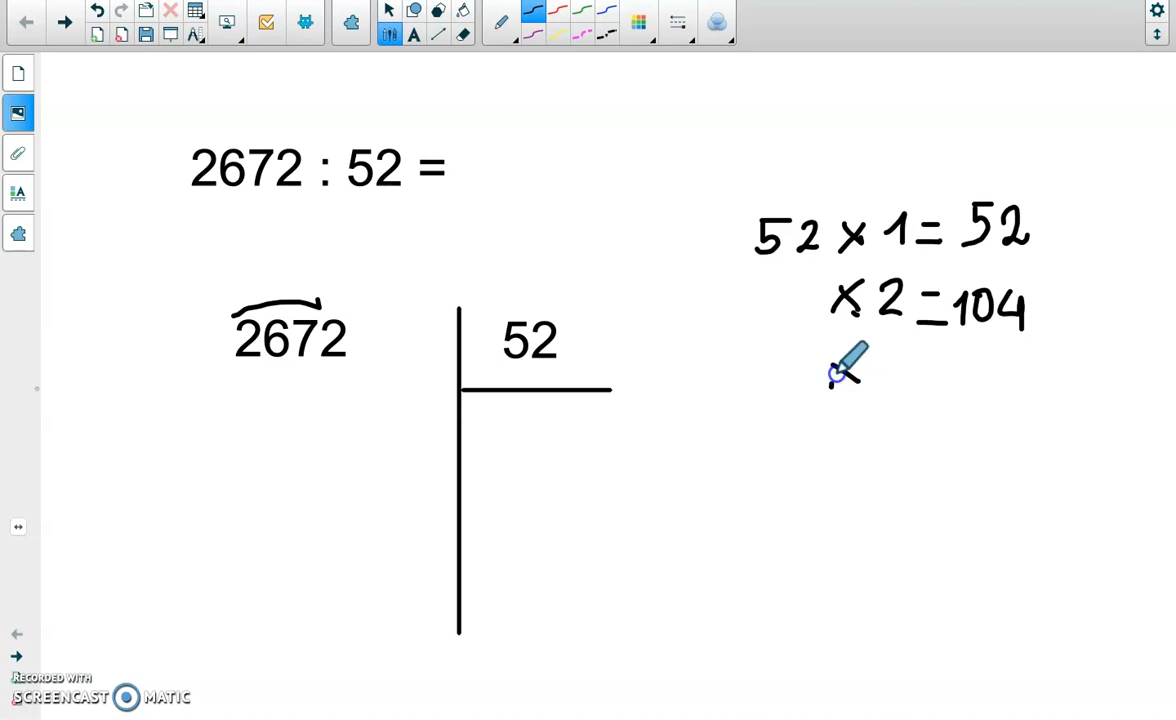 2672 : 52 =
52 x 1 = 52
x 2 = 104
x
2672
52
RECORDED WITH
SCREENCAST MATIC